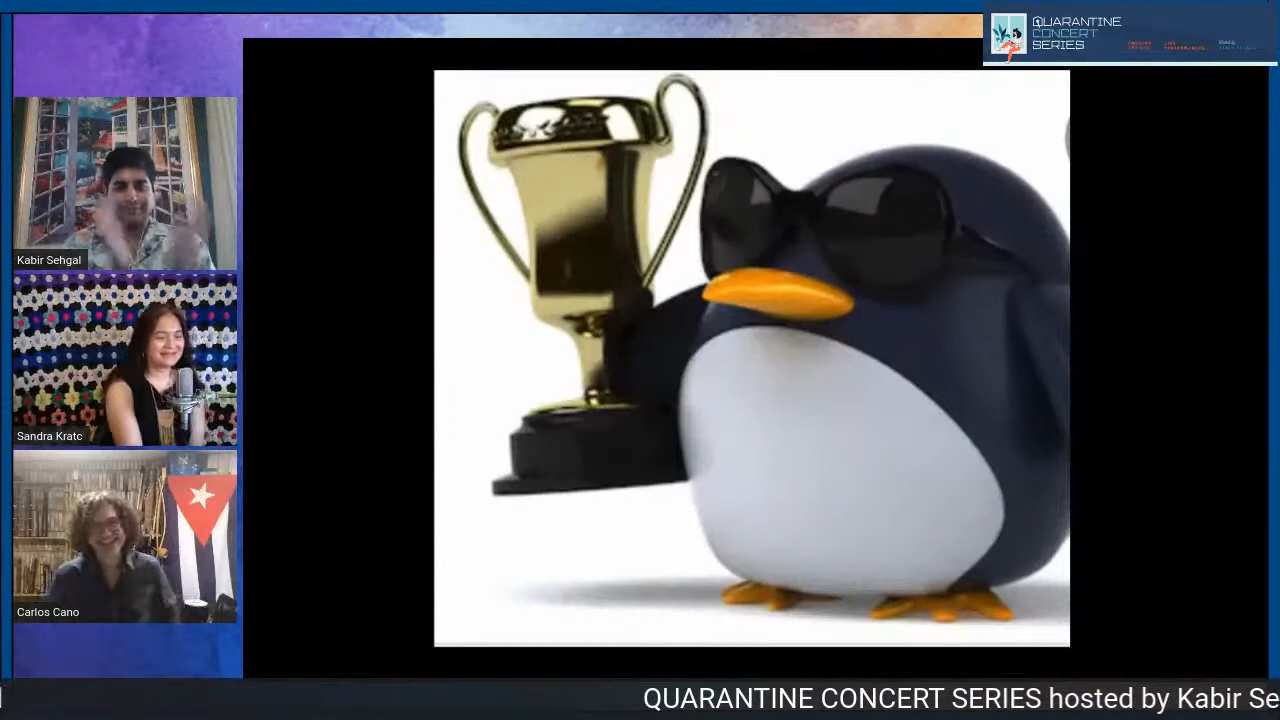 QUARANTINE
CONCERT
SERIES
Kabir Sehgal
Sandra Kratc
Carlos Cano
QUARANTINE CONCERT SERIES hosted by Kabir Se